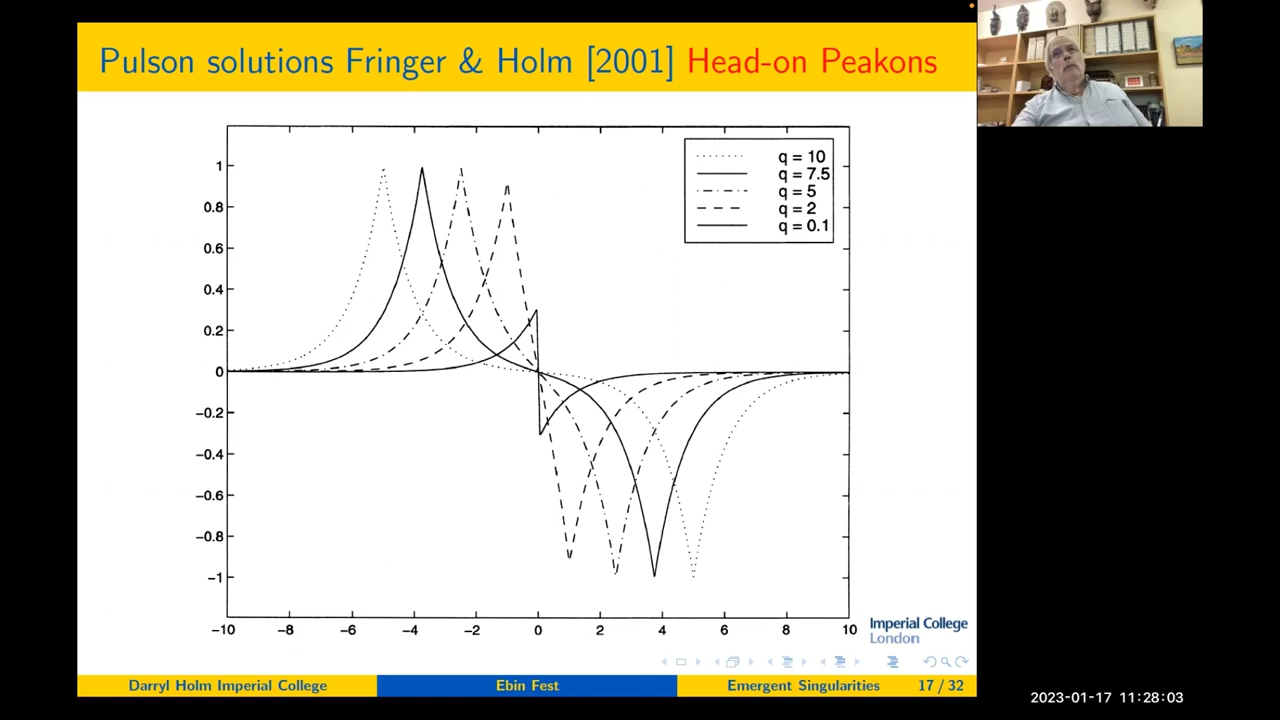 Pulson solutions Fringer & Holm [2001] Head-on Peakons
q = 10
q = 7.5
q = 5
q = 2
q = 0.1
1
0.8
0.6
0.4
0.2
0
−0.2
−0.4
−0.6
−0.8
−1
−10 −8 −6 −4 −2 0 2 4 6 8 10
Imperial College
London
Darryl Holm Imperial College Ebin Fest Emergent Singularities 17 / 32
2023-01-17 11:28:03